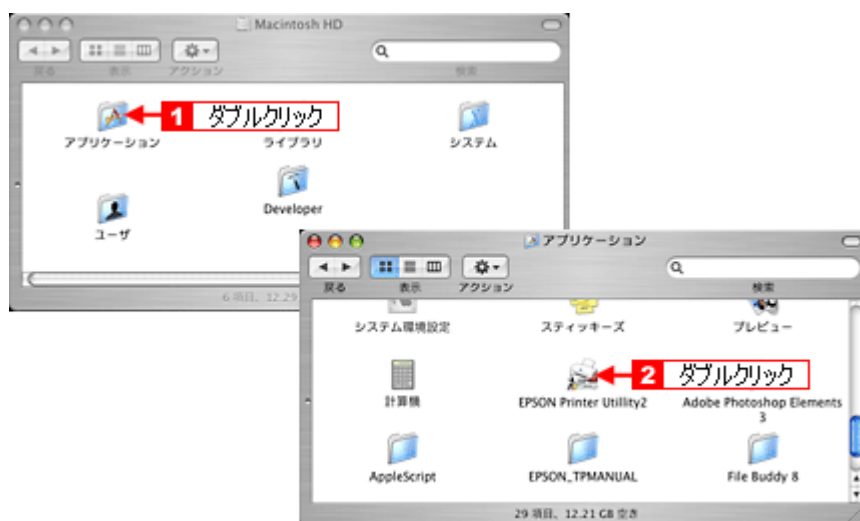 Macintosh HD
戻る 表示 アクション 検索
1 ダブルクリック
アプリケーション ライブラリ システム
ユーザ Developer
6 項目、12.29
アプリケーション
戻る 表示 アクション 検索
システム環境設定 スティッキーズ プレビュー
2 ダブルクリック
計算機 EPSON Printer Utillity2 Adobe Photoshop Elements
3
AppleScript EPSON_TPMANUAL File Buddy 8
29 項目、12.21 GB 空き